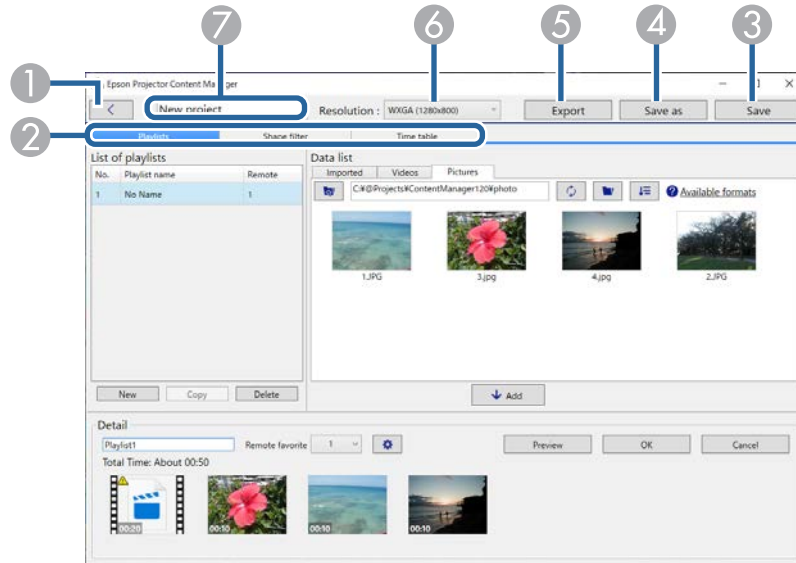 7 6 5 4 3
1 Epson Projector Content Manager
New project Resolution : WXGA (1280x800) Export Save as Save
2 Playlists Shape filter Time table
List of playlists Data list
No. Playlist name Remote Imported Videos Pictures
C:¥@Projects¥ContentManager120¥photo ? Available formats
1 No Name 1
1.JPG 3.jpg 4.jpg 2.JPG
New Copy Delete Add
Detail
Playlist1 Remote favorite 1 Preview OK Cancel
Total Time: About 00:50
00:20 00:10 00:10 00:10